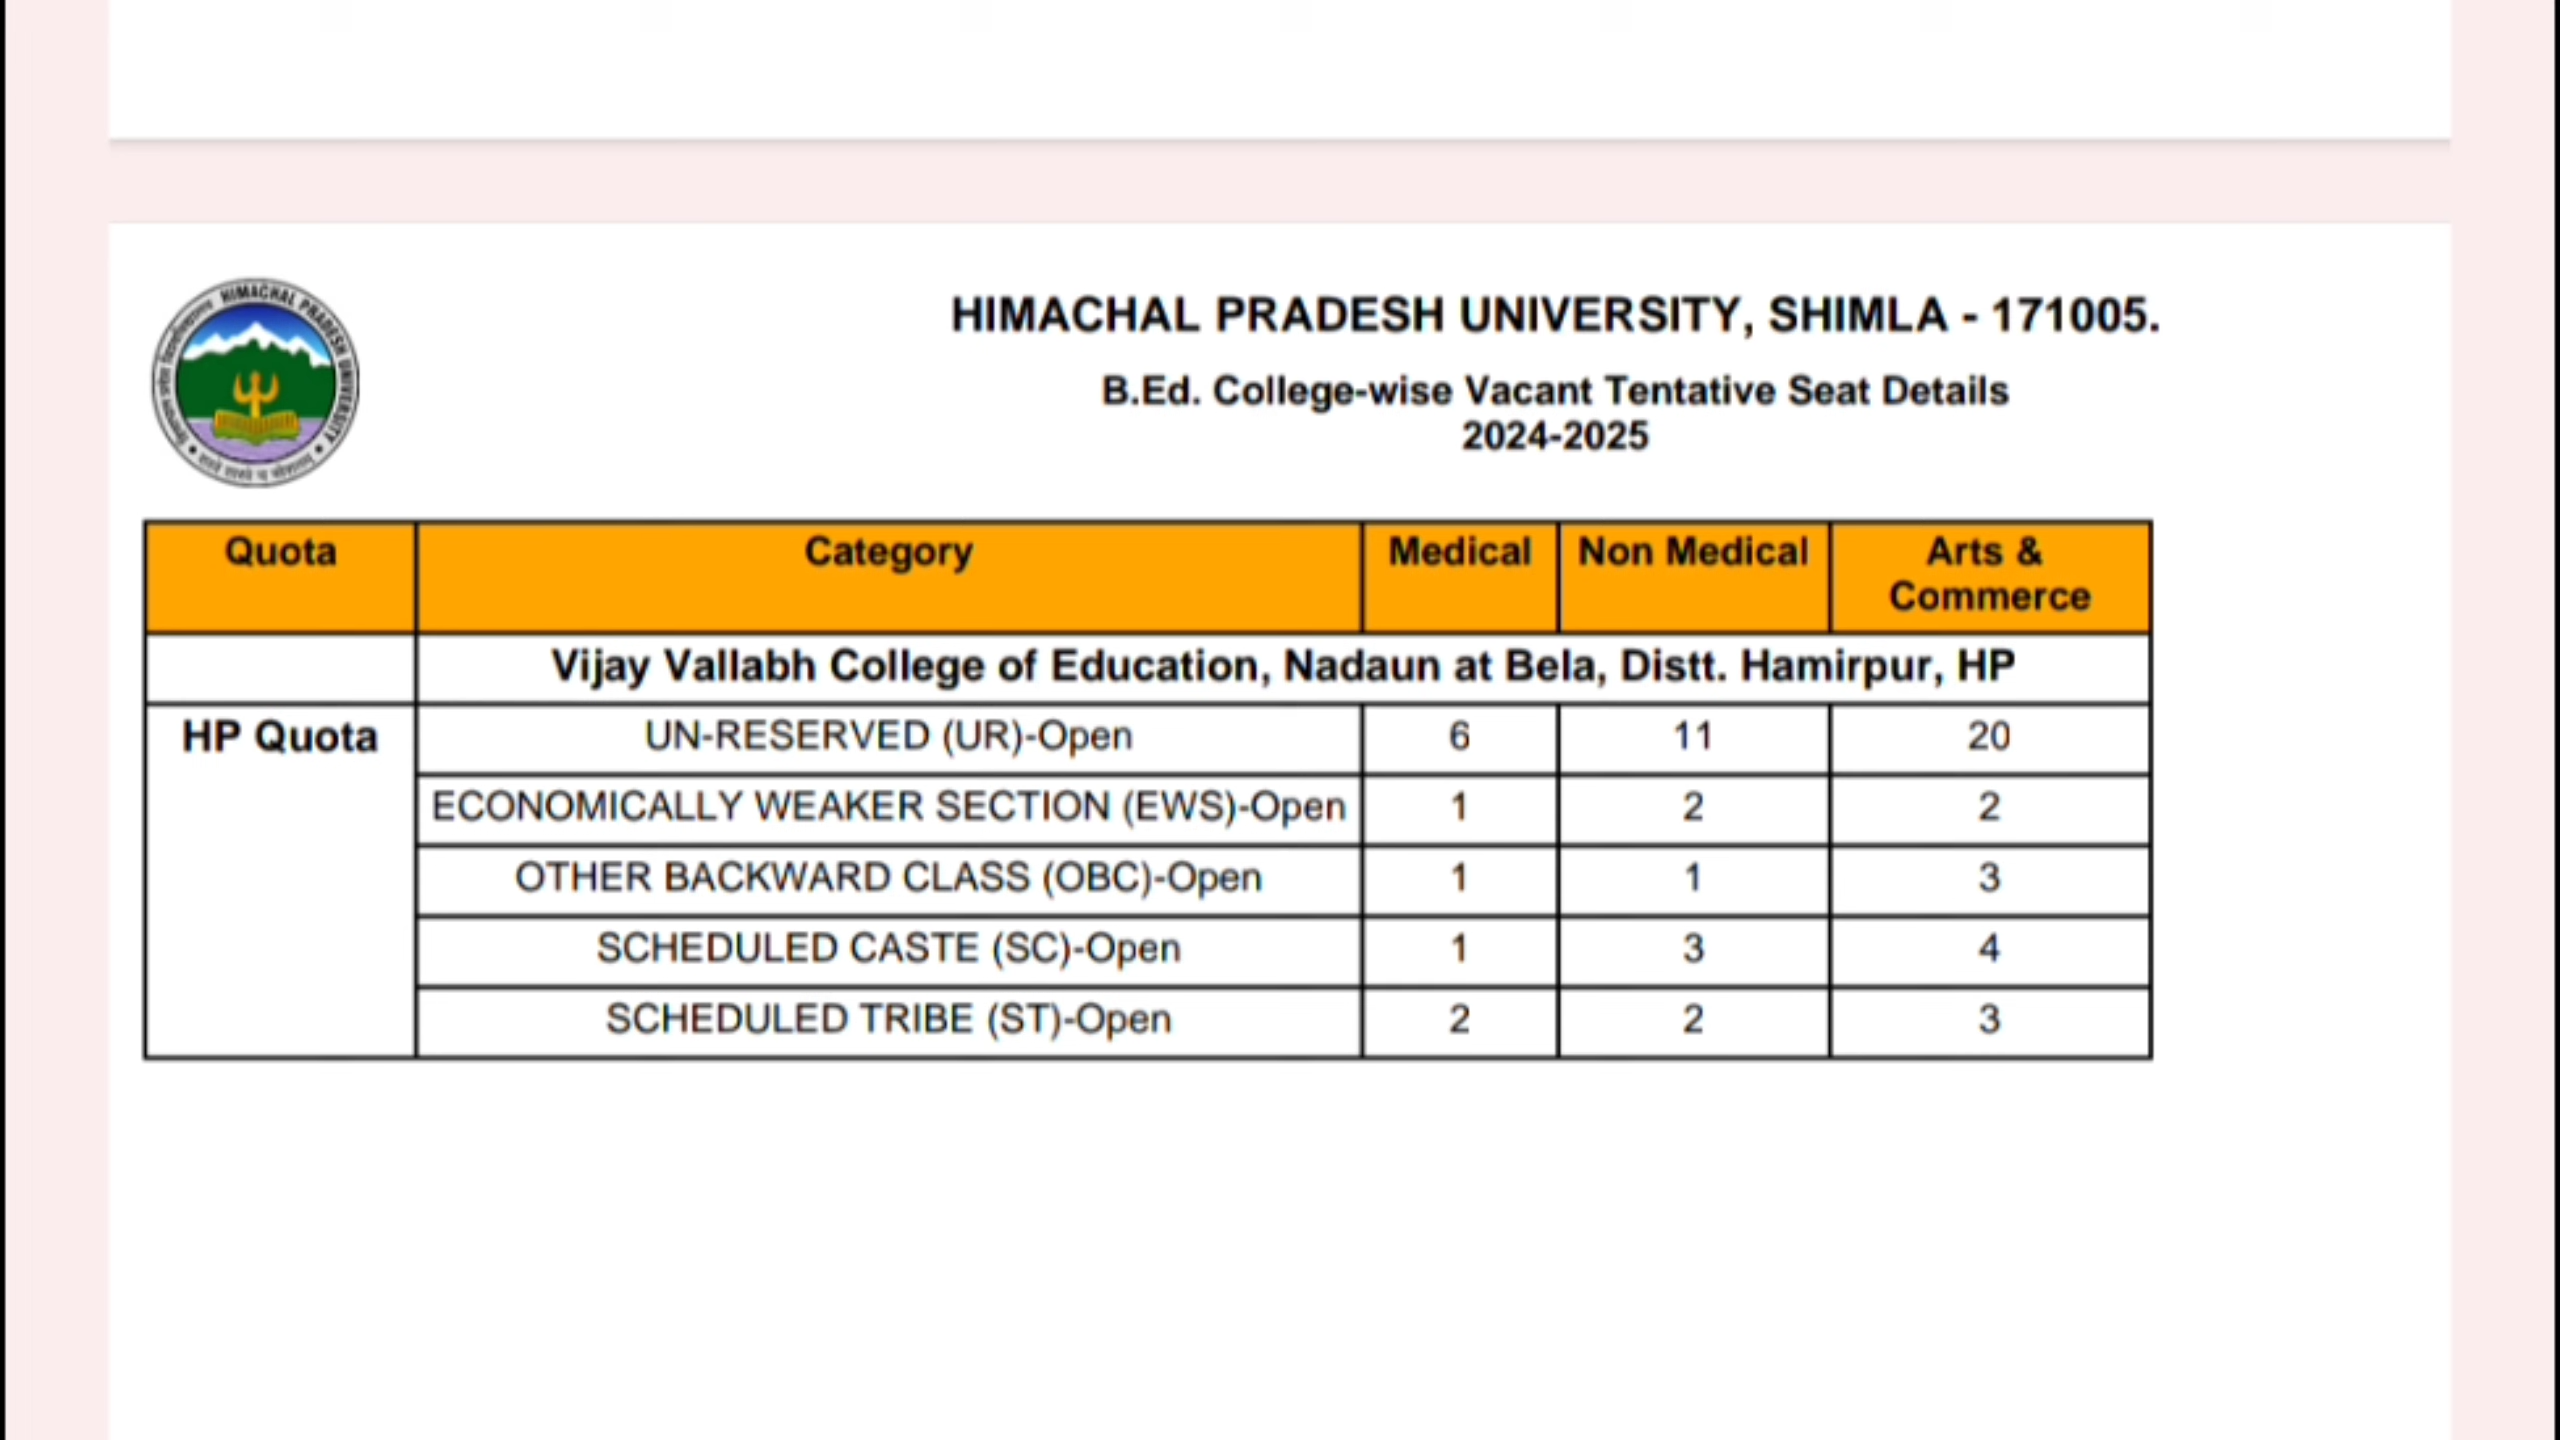 HIMACHAL PRADESH UNIVERSITY
HIMACHAL PRADESH UNIVERSITY, SHIMLA - 171005.
B.Ed. College-wise Vacant Tentative Seat Details
2024-2025
Quota Category Medical Non Medical Arts &
Commerce
Vijay Vallabh College of Education, Nadaun at Bela, Distt. Hamirpur, HP
HP Quota UN-RESERVED (UR)-Open 6 11 20
ECONOMICALLY WEAKER SECTION (EWS)-Open 1 2 2
OTHER BACKWARD CLASS (OBC)-Open 1 1 3
SCHEDULED CASTE (SC)-Open 1 3 4
SCHEDULED TRIBE (ST)-Open 2 2 3